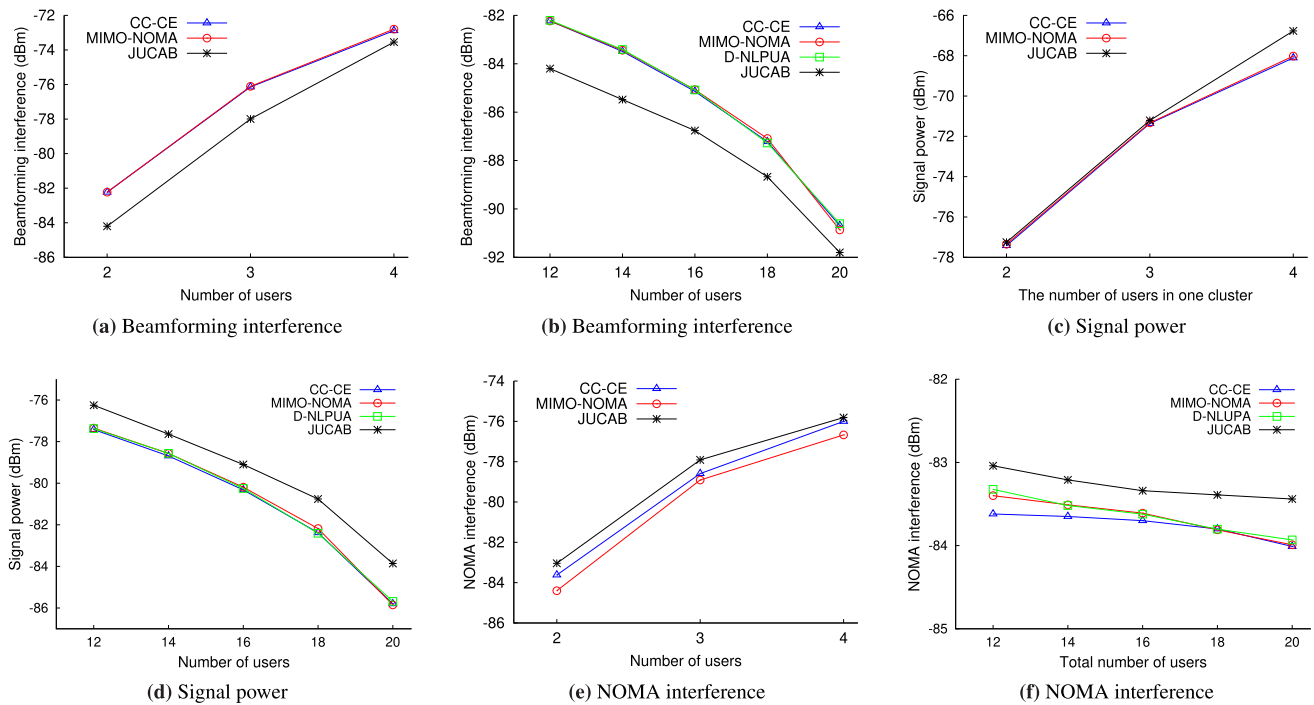 -72
-74
-76
-78
-80
-82
-84
-86
2
3
4
Beamforming interference (dBm)
Number of users
CC-CE
MIMO-NOMA
JUCAB
(a) Beamforming interference
-82
-84
-86
-88
-90
-92
12
14
16
18
20
Beamforming interference (dBm)
Number of users
CC-CE
MIMO-NOMA
D-NLPUA
JUCAB
(b) Beamforming interference
-66
-68
-70
-72
-74
-76
-78
2
3
4
Signal power (dBm)
The number of users in one cluster
CC-CE
MIMO-NOMA
JUCAB
(c) Signal power
-76
-78
-80
-82
-84
-86
12
14
16
18
20
Signal power (dBm)
Number of users
CC-CE
MIMO-NOMA
D-NLPUA
JUCAB
(d) Signal power
-74
-76
-78
-80
-82
-84
-86
2
3
4
NOMA interference (dBm)
Number of users
CC-CE
MIMO-NOMA
JUCAB
(e) NOMA interference
-82
-83
-84
-85
12
14
16
18
20
NOMA interference (dBm)
Total number of users
CC-CE
MIMO-NOMA
D-NLUPA
JUCAB
(f) NOMA interference